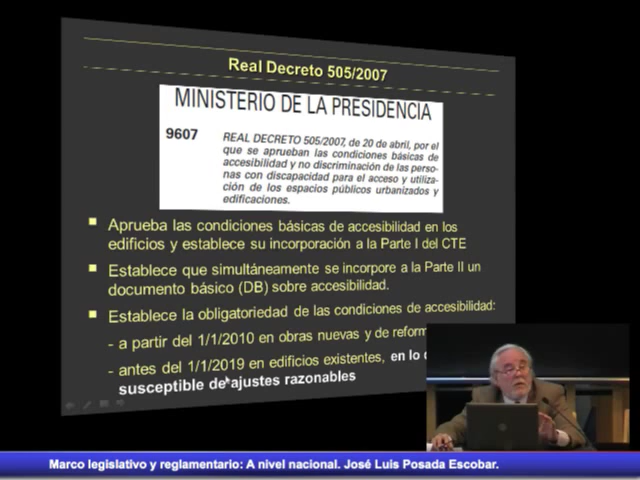 Real Decreto 505/2007
MINISTERIO DE LA PRESIDENCIA
9607
REAL DECRETO 505/2007, de 20 de abril, por el
que se aprueban las condiciones básicas de
accesibilidad y no discriminación de las perso-
nas con discapacidad para el acceso y utiliza-
ción de los espacios públicos urbanizados y
edificaciones.
Aprueba las condiciones básicas de accesibilidad en los
edificios y establece su incorporación a la Parte I del CTE
Establece que simultáneamente se incorpore a la Parte II un
documento básico (DB) sobre accesibilidad.
Establece la obligatoriedad de las condiciones de accesibilidad:
- a partir del 1/1/2010 en obras nuevas y de
- antes del 1/1/2019 en edificios existentes, en lo
susceptible de ajustes razonables
Marco legislativo y reglamentario: A nivel nacional. José Luis Posada Escobar.